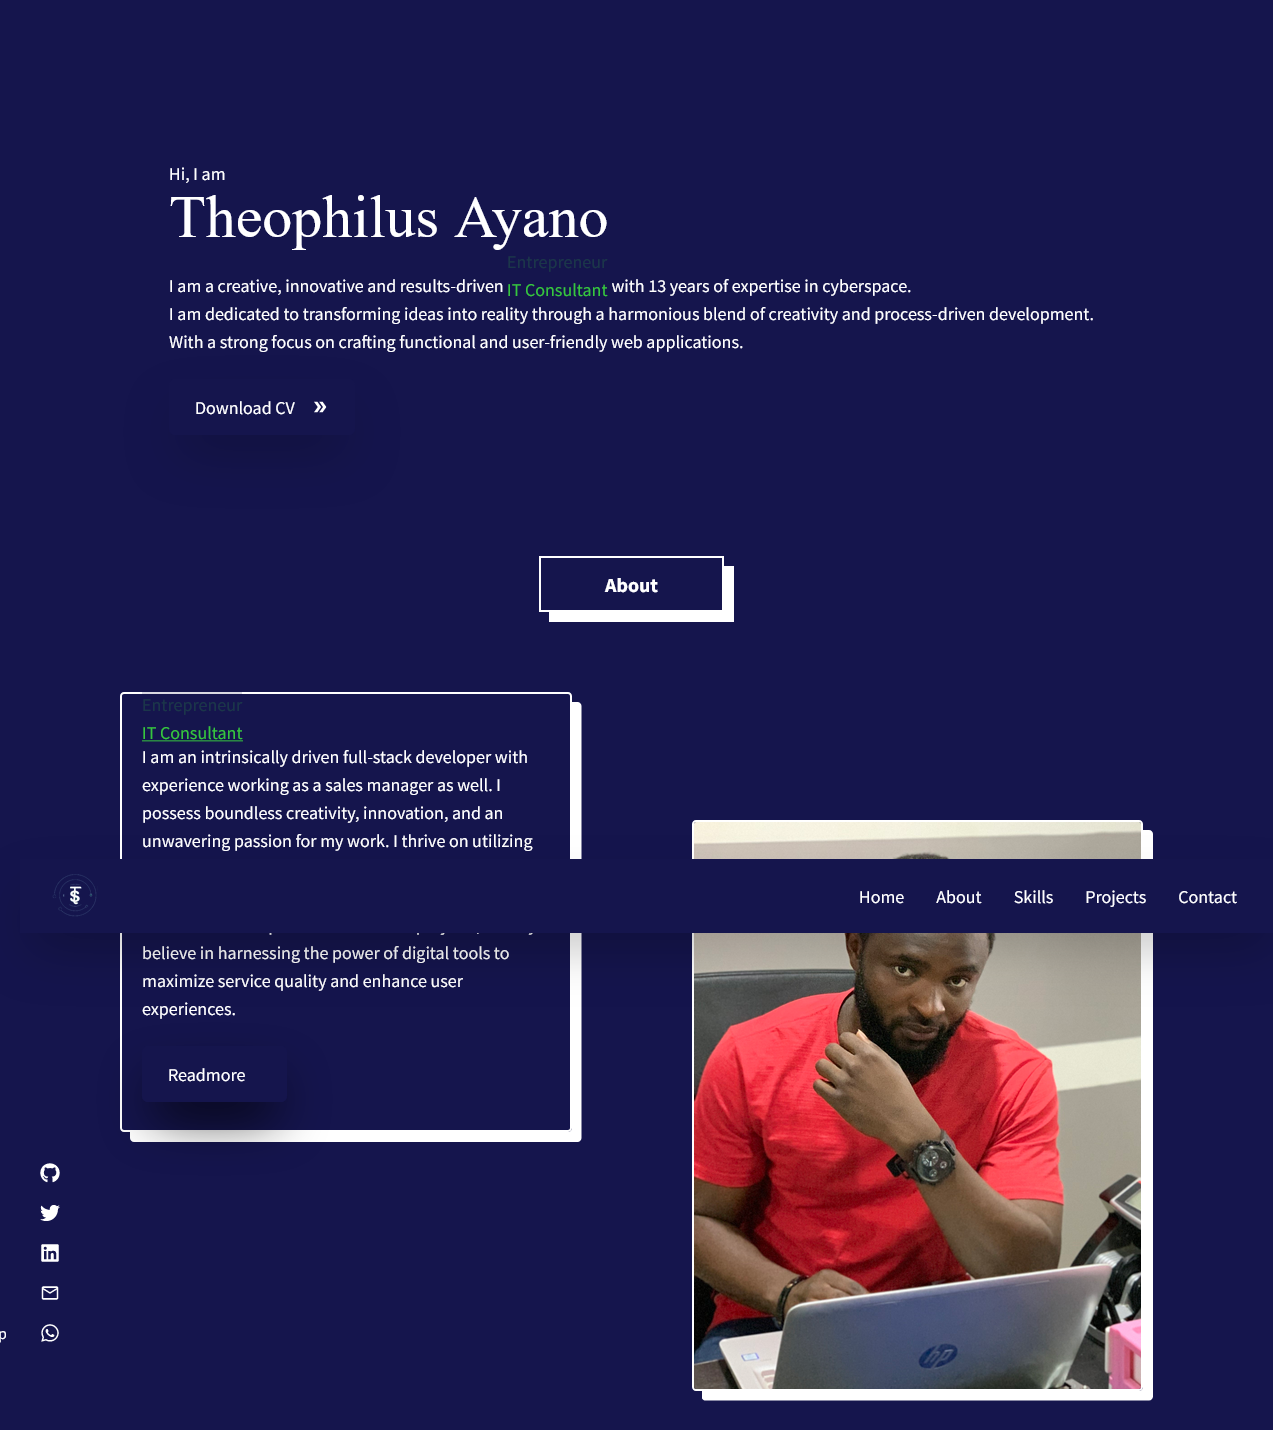 Hi, I am
Theophilus Ayano
Entrepreneur
I am a creative, innovative and results-driven IT Consultant with 13 years of expertise in cyberspace.
I am dedicated to transforming ideas into reality through a harmonious blend of creativity and process-driven development.
With a strong focus on crafting functional and user-friendly web applications.
Download CV »
About
Entrepreneur
IT Consultant
I am an intrinsically driven full-stack developer with
experience working as a sales manager as well. I
possess boundless creativity, innovation, and an
unwavering passion for my work. I thrive on utilizing
Home About Skills Projects Contact
believe in harnessing the power of digital tools to
maximize service quality and enhance user
experiences.
Readmore
p
hp